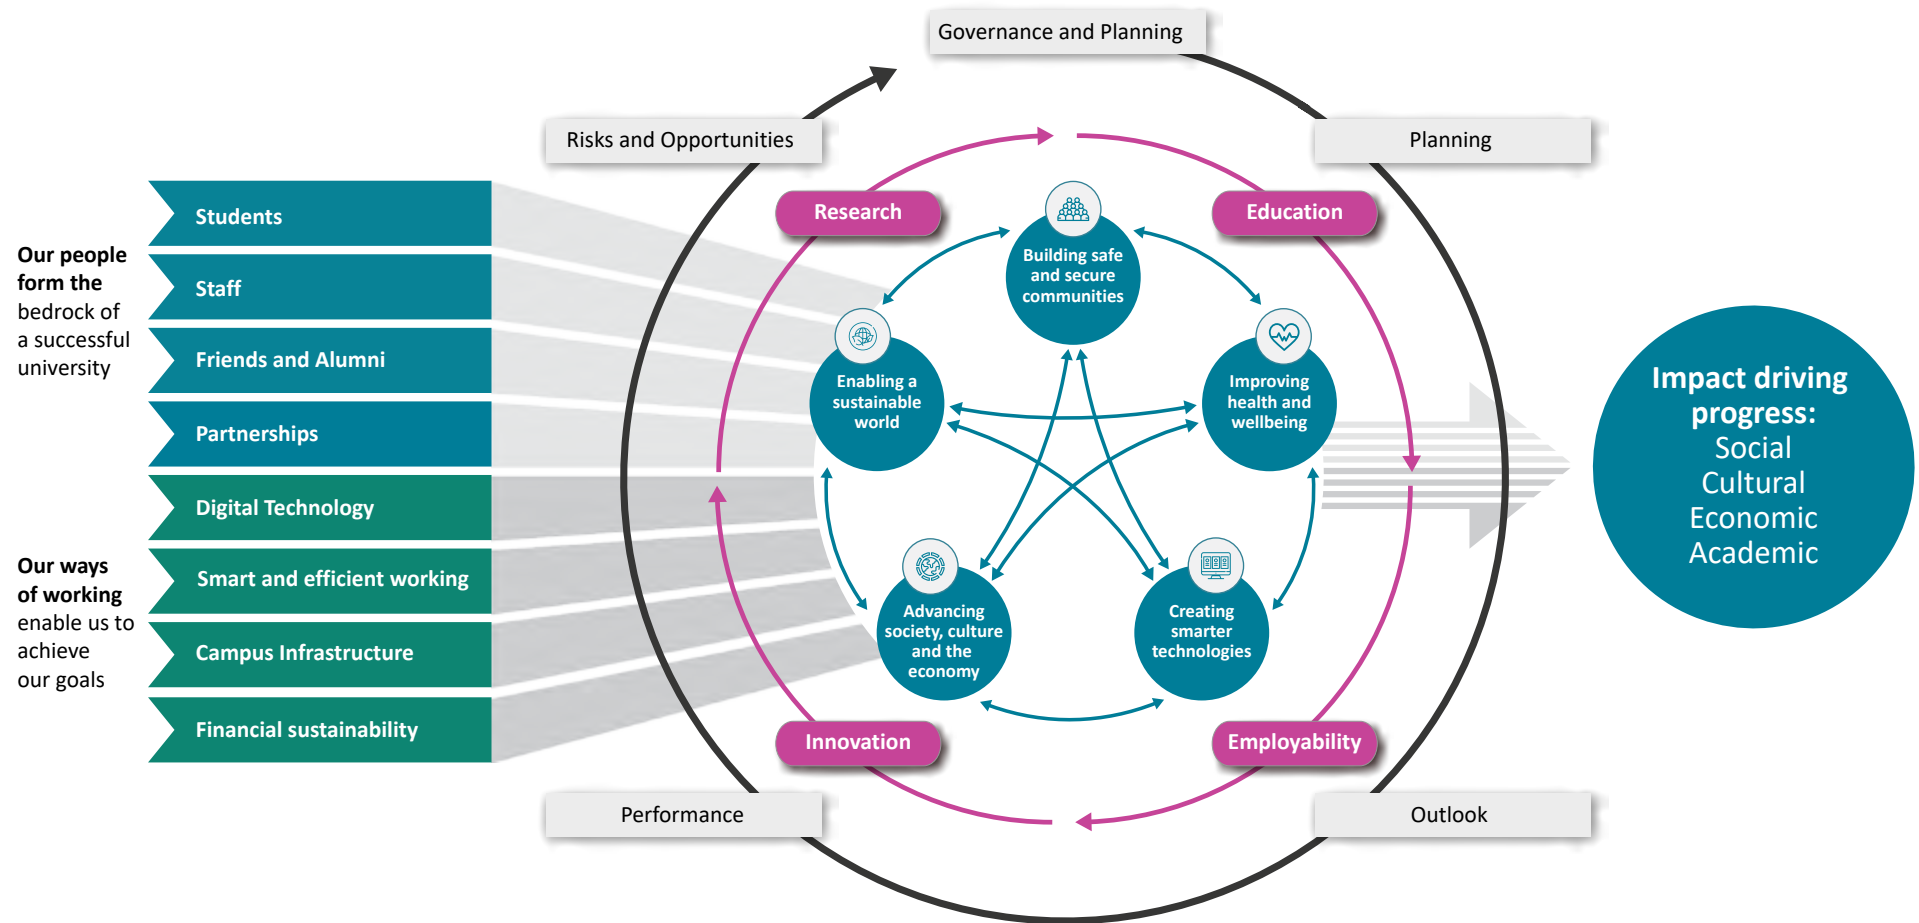 Governance and Planning
Risks and Opportunities
Planning
Research
Education
Students
Staff
Friends and Alumni
Partnerships
Digital Technology
Smart and efficient working
Campus Infrastructure
Financial sustainability
Our people
form the
bedrock of
a successful
university
Our ways
of working
enable us to
achieve
our goals
Building safe
and secure
communities
Enabling a
sustainable
world
Improving
health and
wellbeing
Advancing
society, culture
and the
economy
Creating
smarter
technologies
Innovation
Employability
Performance
Outlook
Impact driving
progress:
Social
Cultural
Economic
Academic